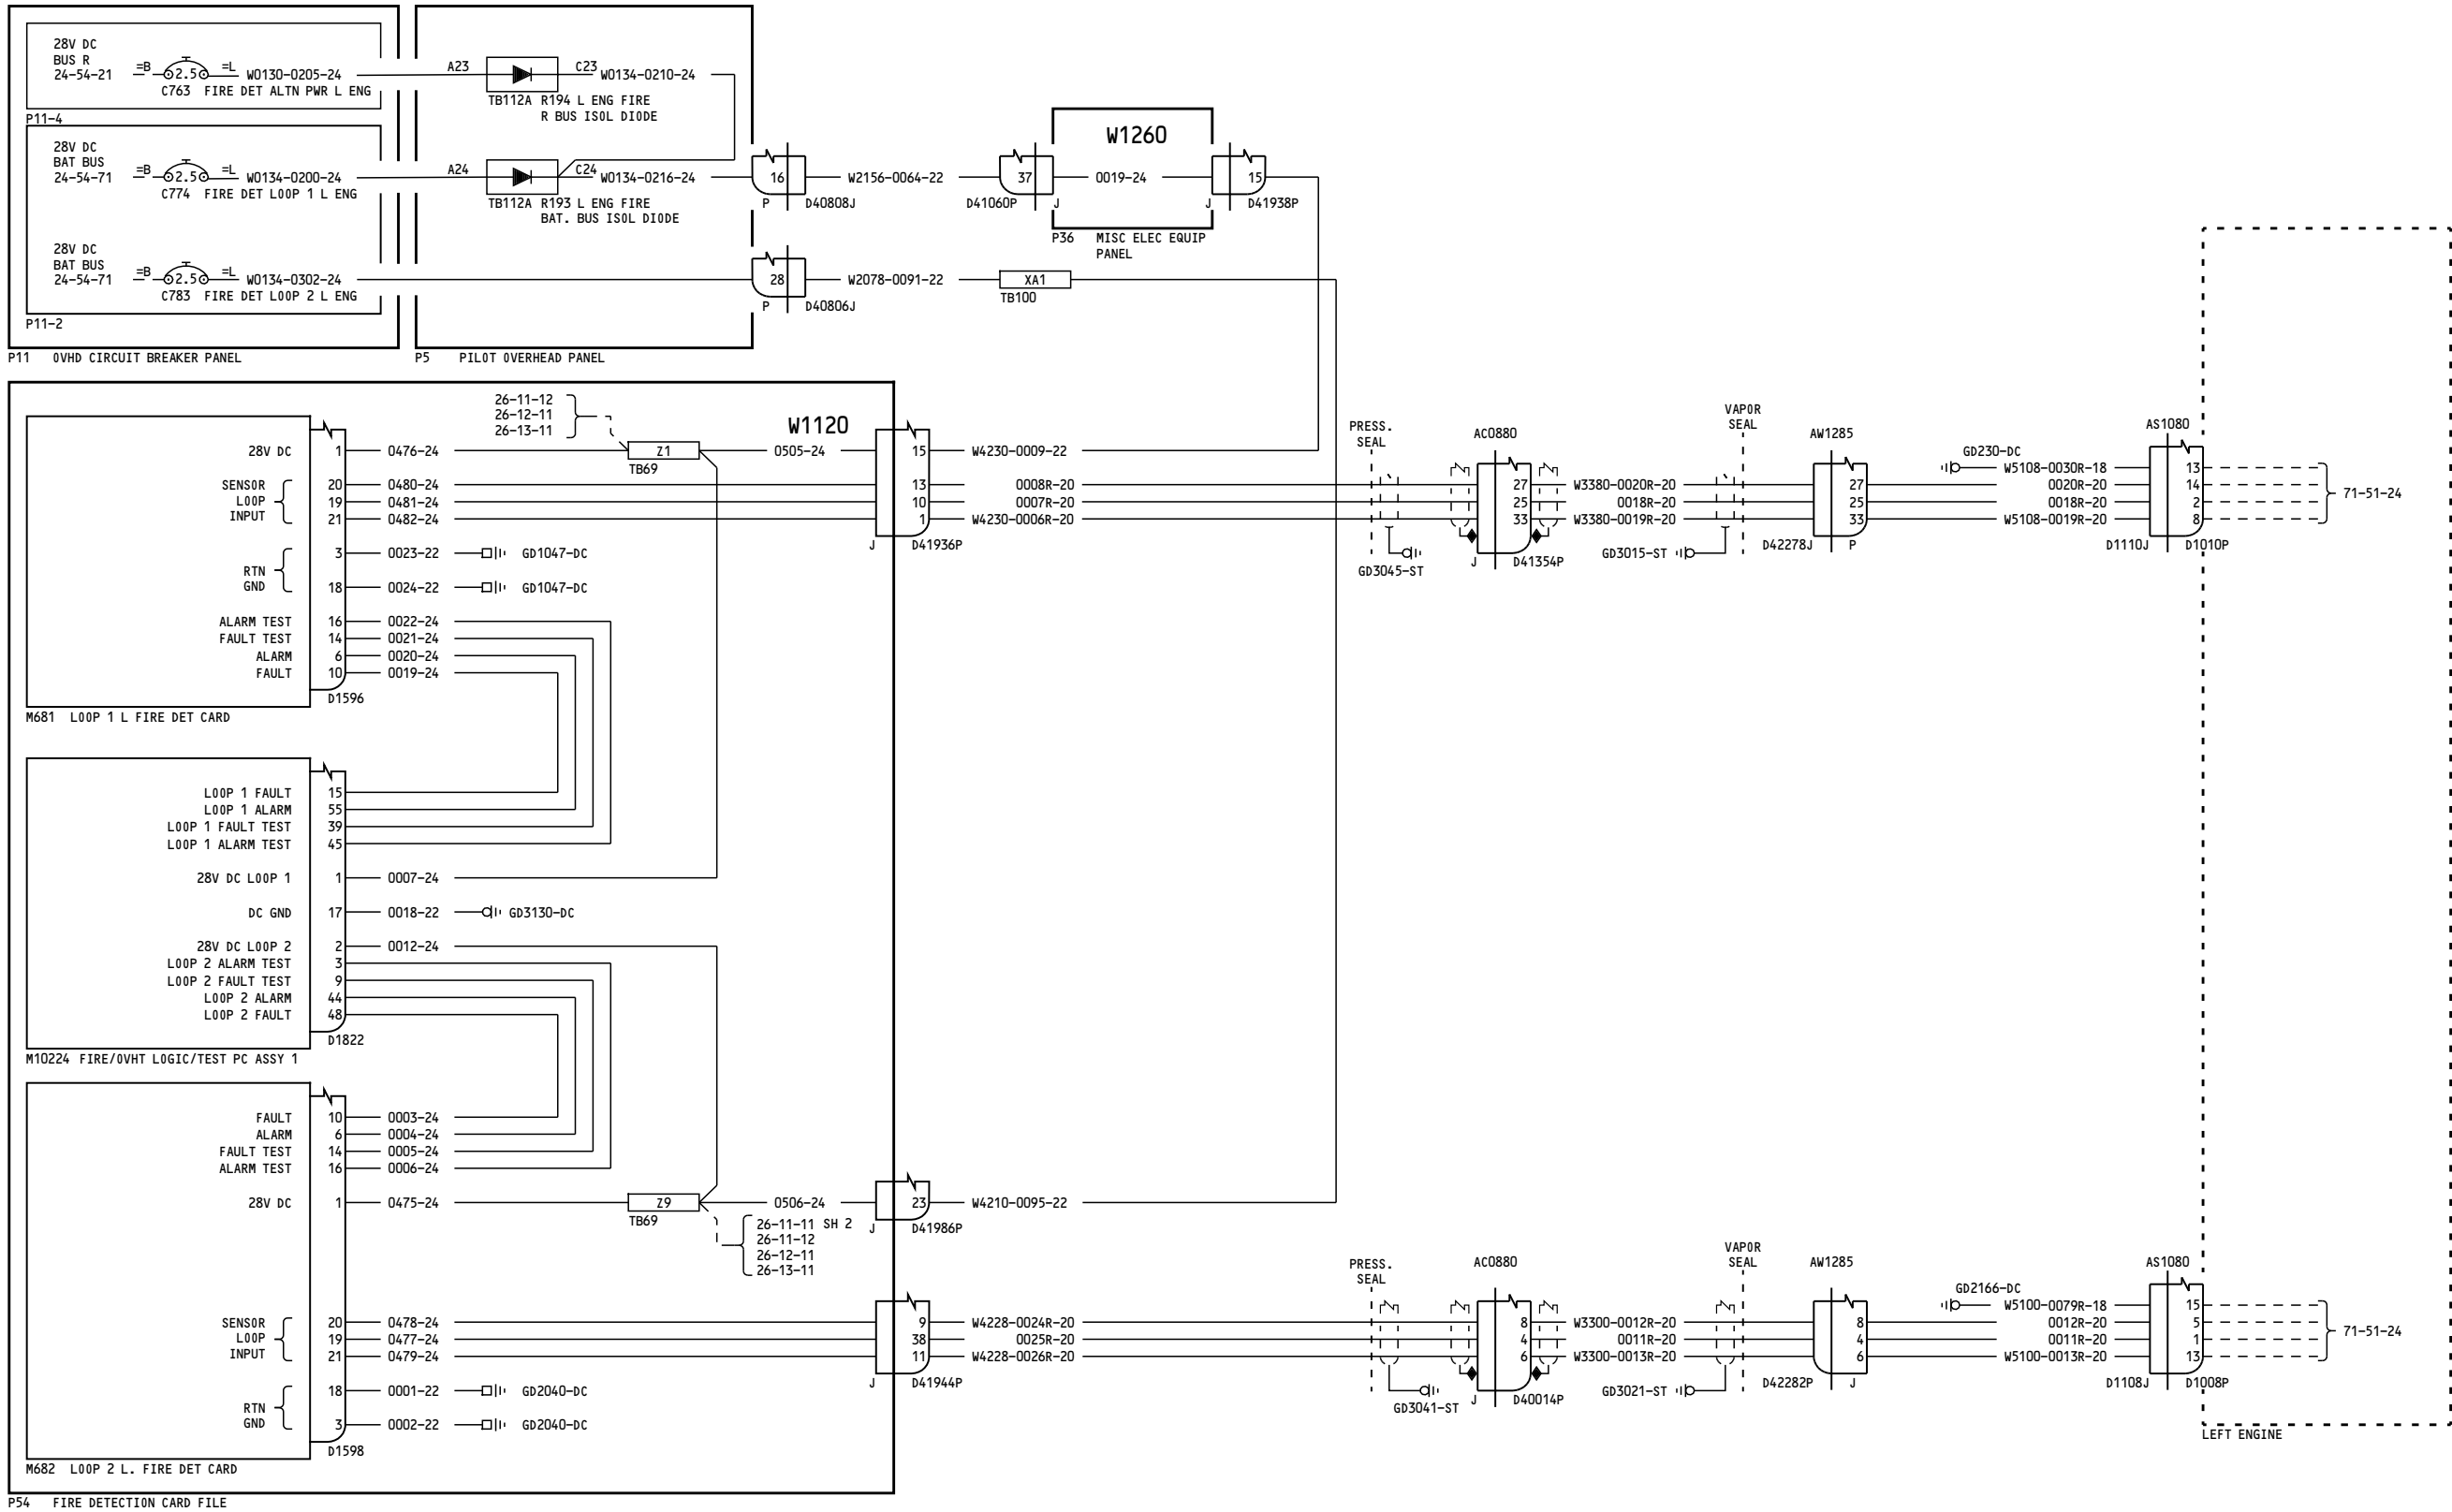 28V DC
BUS R
24-54-21 =B 2.5 =L W0130-0205-24 A23 C23 W0134-0210-24
C763 FIRE DET ALTN PWR L ENG
TB112A R194 L ENG FIRE
R BUS ISOL DIODE
P11-4
28V DC
BAT BUS
24-54-71 =B 2.5 =L W0134-0200-24 A24 C24 W0134-0216-24 16 W2156-0064-22 37 0019-24 15
C774 FIRE DET LOOP 1 L ENG
TB112A R193 L ENG FIRE
BAT. BUS ISOL DIODE
P D40808J
D41060P J
W1260
J D41938P
P36 MISC ELEC EQUIP
PANEL
28V DC
BAT BUS
24-54-71 =B 2.5 =L W0134-0302-24 28 W2078-0091-22 XA1
C783 FIRE DET LOOP 2 L ENG
P D40806J
TB100
P11-2
P11 OVHD CIRCUIT BREAKER PANEL
P5 PILOT OVERHEAD PANEL
26-11-12
26-12-11
26-13-11
W1120
28V DC 1 0476-24 Z1 0505-24 15 W4230-0009-22
TB69
SENSOR
LOOP
INPUT
20 0480-24 13 0008R-20 27 W3380-0020R-20 27 0020R-20 14
19 0481-24 10 0007R-20 25 0018R-20 25 0018R-20 2
21 0482-24 1 W4230-0006R-20 33 W3380-0019R-20 33 W5108-0019R-20 8
J D41936P
PRESS.
SEAL
GD3045-ST
AC0880
J D41354P
VAPOR
SEAL
GD3015-ST
AW1285
D42278J P
GD230-DC
W5108-0030R-18 13
AS1080
D1110J D1010P
71-51-24
RTN
GND
3 0023-22 GD1047-DC
18 0024-22 GD1047-DC
ALARM TEST 16 0022-24
FAULT TEST 14 0021-24
ALARM 6 0020-24
FAULT 10 0019-24
D1596
M681 LOOP 1 L FIRE DET CARD
LOOP 1 FAULT 15
LOOP 1 ALARM 55
LOOP 1 FAULT TEST 39
LOOP 1 ALARM TEST 45
28V DC LOOP 1 1 0007-24
DC GND 17 0018-22 GD3130-DC
28V DC LOOP 2 2 0012-24
LOOP 2 ALARM TEST 3
LOOP 2 FAULT TEST 9
LOOP 2 ALARM 44
LOOP 2 FAULT 48
D1822
M10224 FIRE/OVHT LOGIC/TEST PC ASSY 1
FAULT 10 0003-24
ALARM 6 0004-24
FAULT TEST 14 0005-24
ALARM TEST 16 0006-24
28V DC 1 0475-24 Z9 0506-24 23 W4210-0095-22
TB69
J D41986P
26-11-11 SH 2
26-11-12
26-12-11
26-13-11
SENSOR
LOOP
INPUT
20 0478-24 9 W4228-0024R-20 8 W3300-0012R-20 8 0012R-20 5
19 0477-24 38 0025R-20 4 0011R-20 4 0011R-20 1
21 0479-24 11 W4228-0026R-20 6 W3300-0013R-20 6 W5100-0013R-20 13
J D41944P
PRESS.
SEAL
GD3041-ST
AC0880
J D40014P
VAPOR
SEAL
GD3021-ST
AW1285
D42282P J
GD2166-DC
W5100-0079R-18 15
AS1080
D1108J D1008P
71-51-24
RTN
GND
18 0001-22 GD2040-DC
3 0002-22 GD2040-DC
D1598
M682 LOOP 2 L. FIRE DET CARD
LEFT ENGINE
P54 FIRE DETECTION CARD FILE